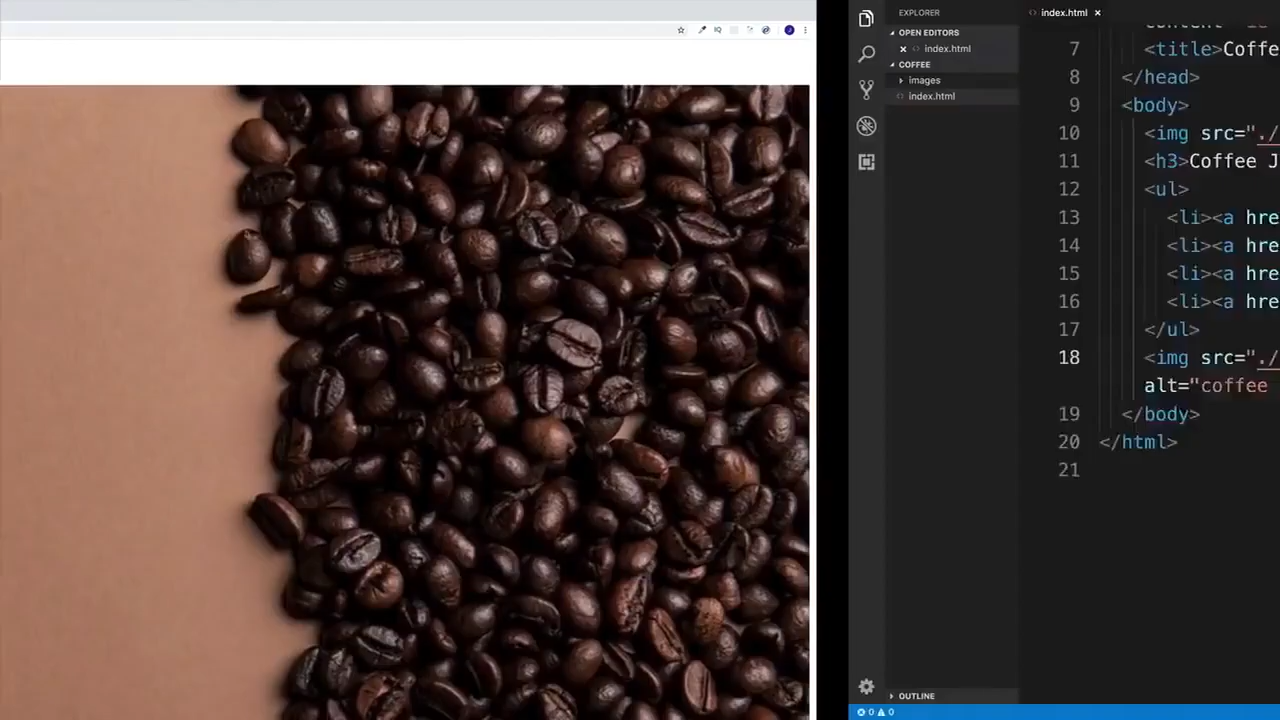 EXPLORER
OPEN EDITORS
index.html
COFFEE
images
index.html
OUTLINE
0 0
index.html
7 <title>Coffe
8 </head>
9 <body>
10 <img src="./
11 <h3>Coffee J
12 <ul>
13 <li><a hre
14 <li><a hre
15 <li><a hre
16 <li><a hre
17 </ul>
18 <img src="./
alt="coffee
19 </body>
20 </html>
21